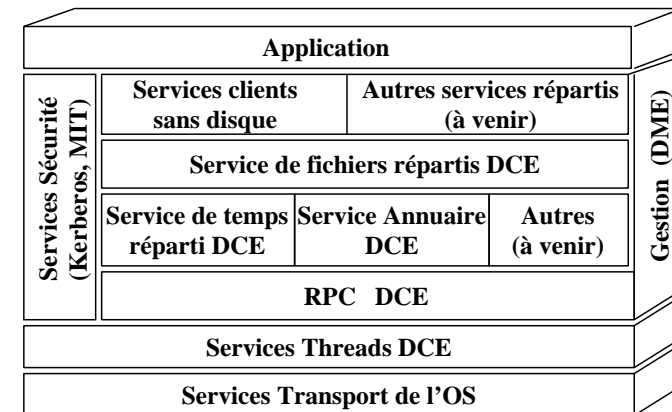 Application
Services Sécurité
(Kerberos, MIT)
Services clients
sans disque
Autres services répartis
(à venir)
Service de fichiers répartis DCE
Service de temps
réparti DCE
Service Annuaire
DCE
Autres
(à venir)
RPC DCE
Gestion (DME)
Services Threads DCE
Services Transport de l’OS